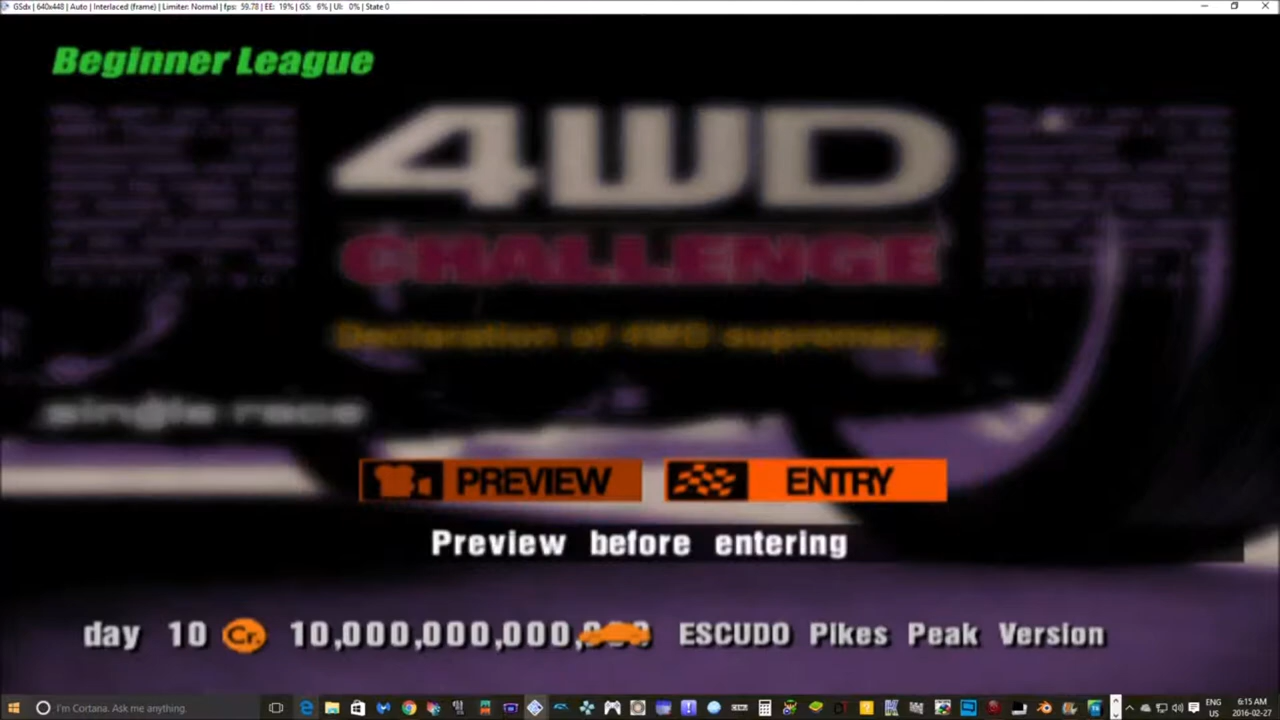 GSdx | 640x448 | Auto | Interlaced (frame) | Limiter: Normal | fps: 59.78 | EE: 19% | GS: 6% | UI: 0% | State 0
Beginner League
4WD
CHALLENGE
Declaration of 4WD supremacy.
single race
PREVIEW ENTRY
Preview before entering
day 10 Cr. 10,000,000,000,000 ESCUDO Pikes Peak Version
I'm Cortana. Ask me anything.
ENG
US
6:15 AM
2016-02-27